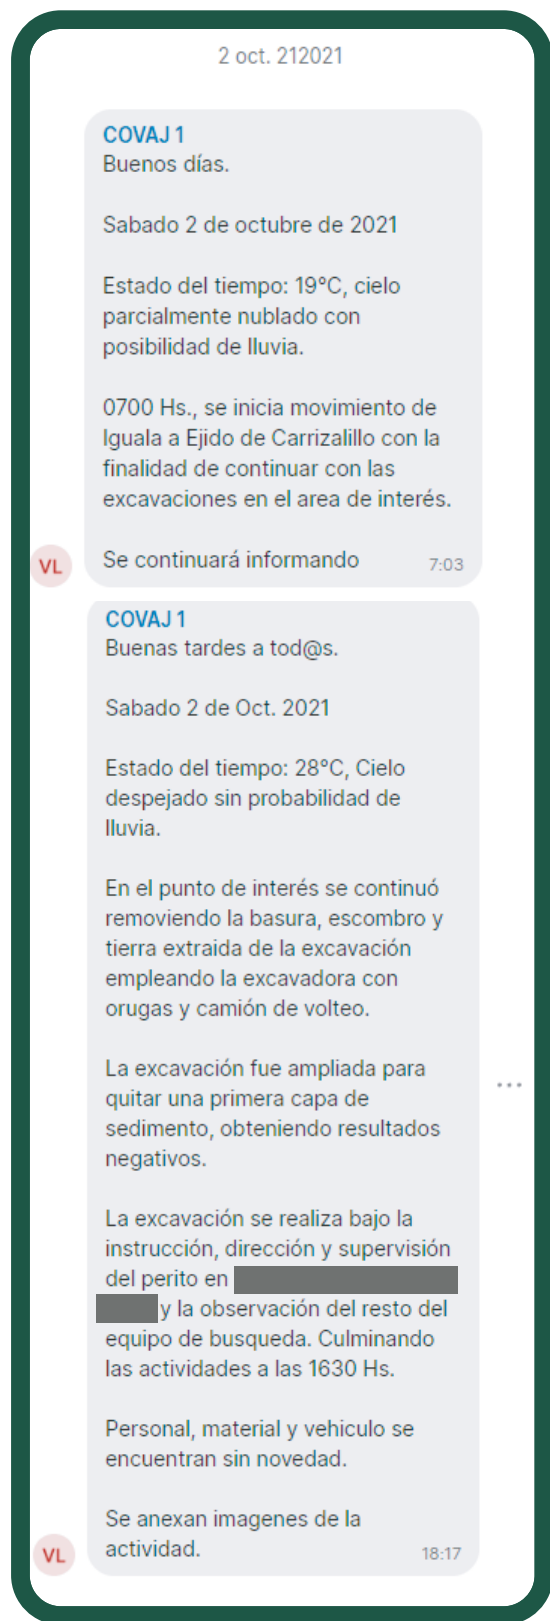 2 oct. 212021
COVAJ 1
Buenos días.
Sabado 2 de octubre de 2021
Estado del tiempo: 19°C, cielo
parcialmente nublado con
posibilidad de lluvia.
0700 Hs., se inicia movimiento de
Iguala a Ejido de Carrizalillo con la
finalidad de continuar con las
excavaciones en el area de interés.
Se continuará informando
7:03
VL
COVAJ 1
Buenas tardes a tod@s.
Sabado 2 de Oct. 2021
Estado del tiempo: 28°C, Cielo
despejado sin probabilidad de
lluvia.
En el punto de interés se continuó
removiendo la basura, escombro y
tierra extraida de la excavación
empleando la excavadora con
orugas y camión de volteo.
La excavación fue ampliada para
quitar una primera capa de
sedimento, obteniendo resultados
negativos.
La excavación se realiza bajo la
instrucción, dirección y supervisión
del perito en
y la observación del resto del
equipo de busqueda. Culminando
las actividades a las 1630 Hs.
Personal, material y vehiculo se
encuentran sin novedad.
Se anexan imagenes de la
actividad.
18:17
VL